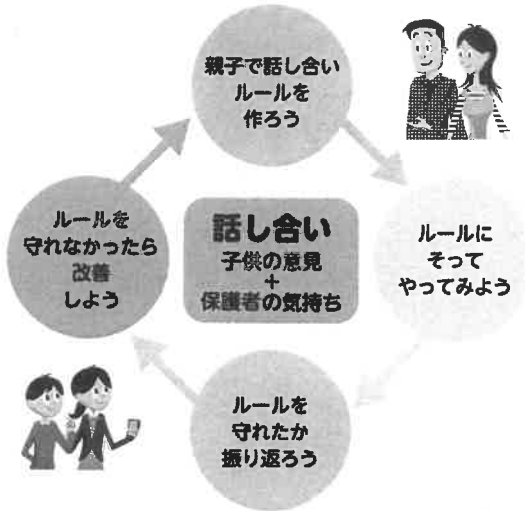 親子で話し合い
ルールを
作ろう
ルールに
そって
やってみよう
ルールを
守れたか
振り返ろう
ルールを
守れなかったら
改善
しよう
話し合い
子供の意見
+
保護者の気持ち